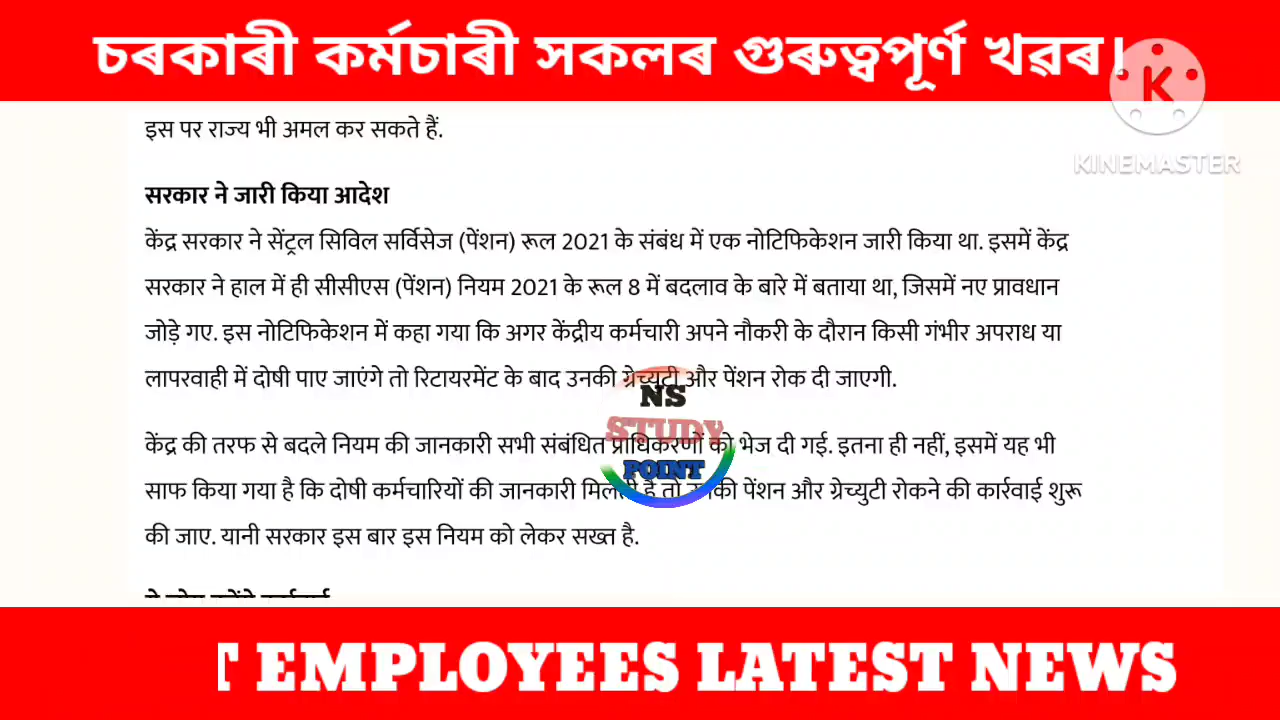 চৰকাৰী কৰ্মচাৰী সকলৰ গুৰুত্বপূৰ্ণ খৱৰ।
K
KINEMASTER
इस पर राज्य भी अमल कर सकते हैं.
सरकार ने जारी किया आदेश
केंद्र सरकार ने सेंट्रल सिविल सर्विसेज (पेंशन) रूल 2021 के संबंध में एक नोटिफिकेशन जारी किया था. इसमें केंद्र
सरकार ने हाल में ही सीसीएस (पेंशन) नियम 2021 के रूल 8 में बदलाव के बारे में बताया था, जिसमें नए प्रावधान
जोड़े गए. इस नोटिफिकेशन में कहा गया कि अगर केंद्रीय कर्मचारी अपने नौकरी के दौरान किसी गंभीर अपराध या
लापरवाही में दोषी पाए जाएंगे तो रिटायरमेंट के बाद उनकी ग्रेच्युटी और पेंशन रोक दी जाएगी.
NS
STUDY
POINT
केंद्र की तरफ से बदले नियम की जानकारी सभी संबंधित प्राधिकरणों को भेज दी गई. इतना ही नहीं, इसमें यह भी
साफ किया गया है कि दोषी कर्मचारियों की जानकारी मिलती है तो उनकी पेंशन और ग्रेच्युटी रोकने की कार्रवाई शुरू
की जाए. यानी सरकार इस बार इस नियम को लेकर सख्त है.
T EMPLOYEES LATEST NEWS